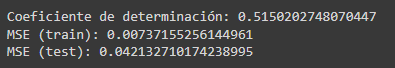 Coeficiente de determinación: 0.5150202748070447
MSE (train): 0.00737155256144961
MSE (test): 0.042132710174238995